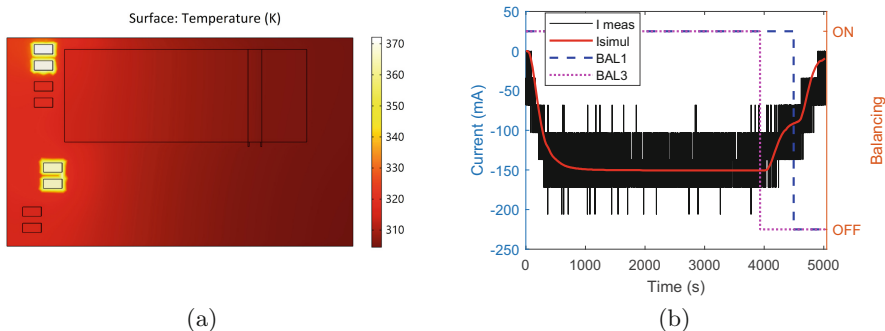 Surface: Temperature (K)
370
360
350
340
330
320
310
(a)
50
0
-50
-100
-150
-200
-250
Current (mA)
I meas
Isimul
BAL1
BAL3
ON
OFF
Balancing
0
1000
2000
3000
4000
5000
Time (s)
(b)